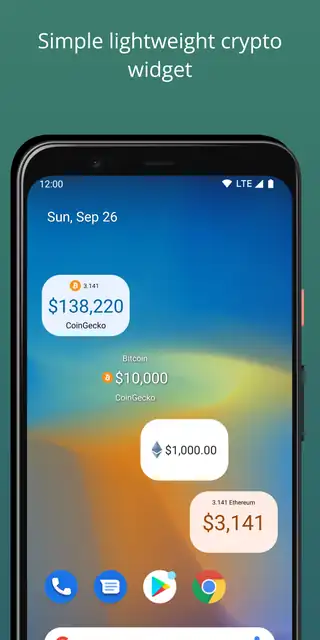 Simple lightweight crypto
widget
12:00
LTE
Sun, Sep 26
3.141
$138,220
CoinGecko
Bitcoin
$10,000
CoinGecko
$1,000.00
3.141 Ethereum
$3,141